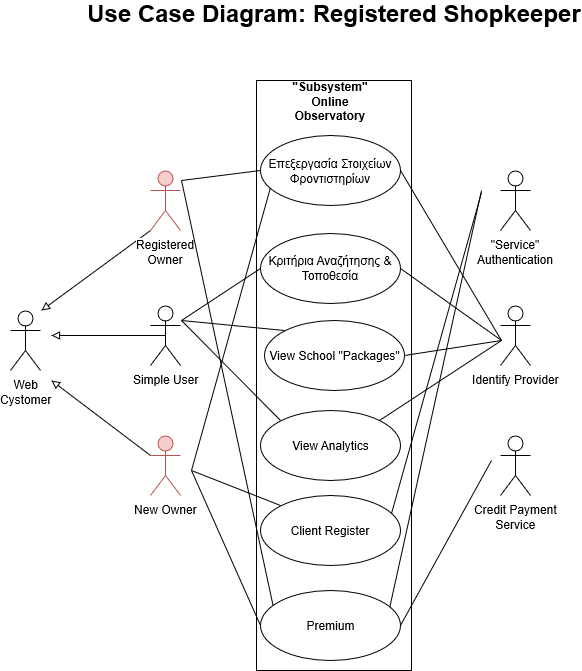 Use Case Diagram: Registered Shopkeeper
"Subsystem"
Online
Observatory
Επεξεργασία Στοιχείων
Φροντιστηρίων
Registered
Owner
"Service"
Authentication
Κριτήρια Αναζήτησης &
Τοποθεσία
Web
Cystomer
Simple User
View School "Packages"
Identify Provider
View Analytics
New Owner
Client Register
Credit Payment
Service
Premium